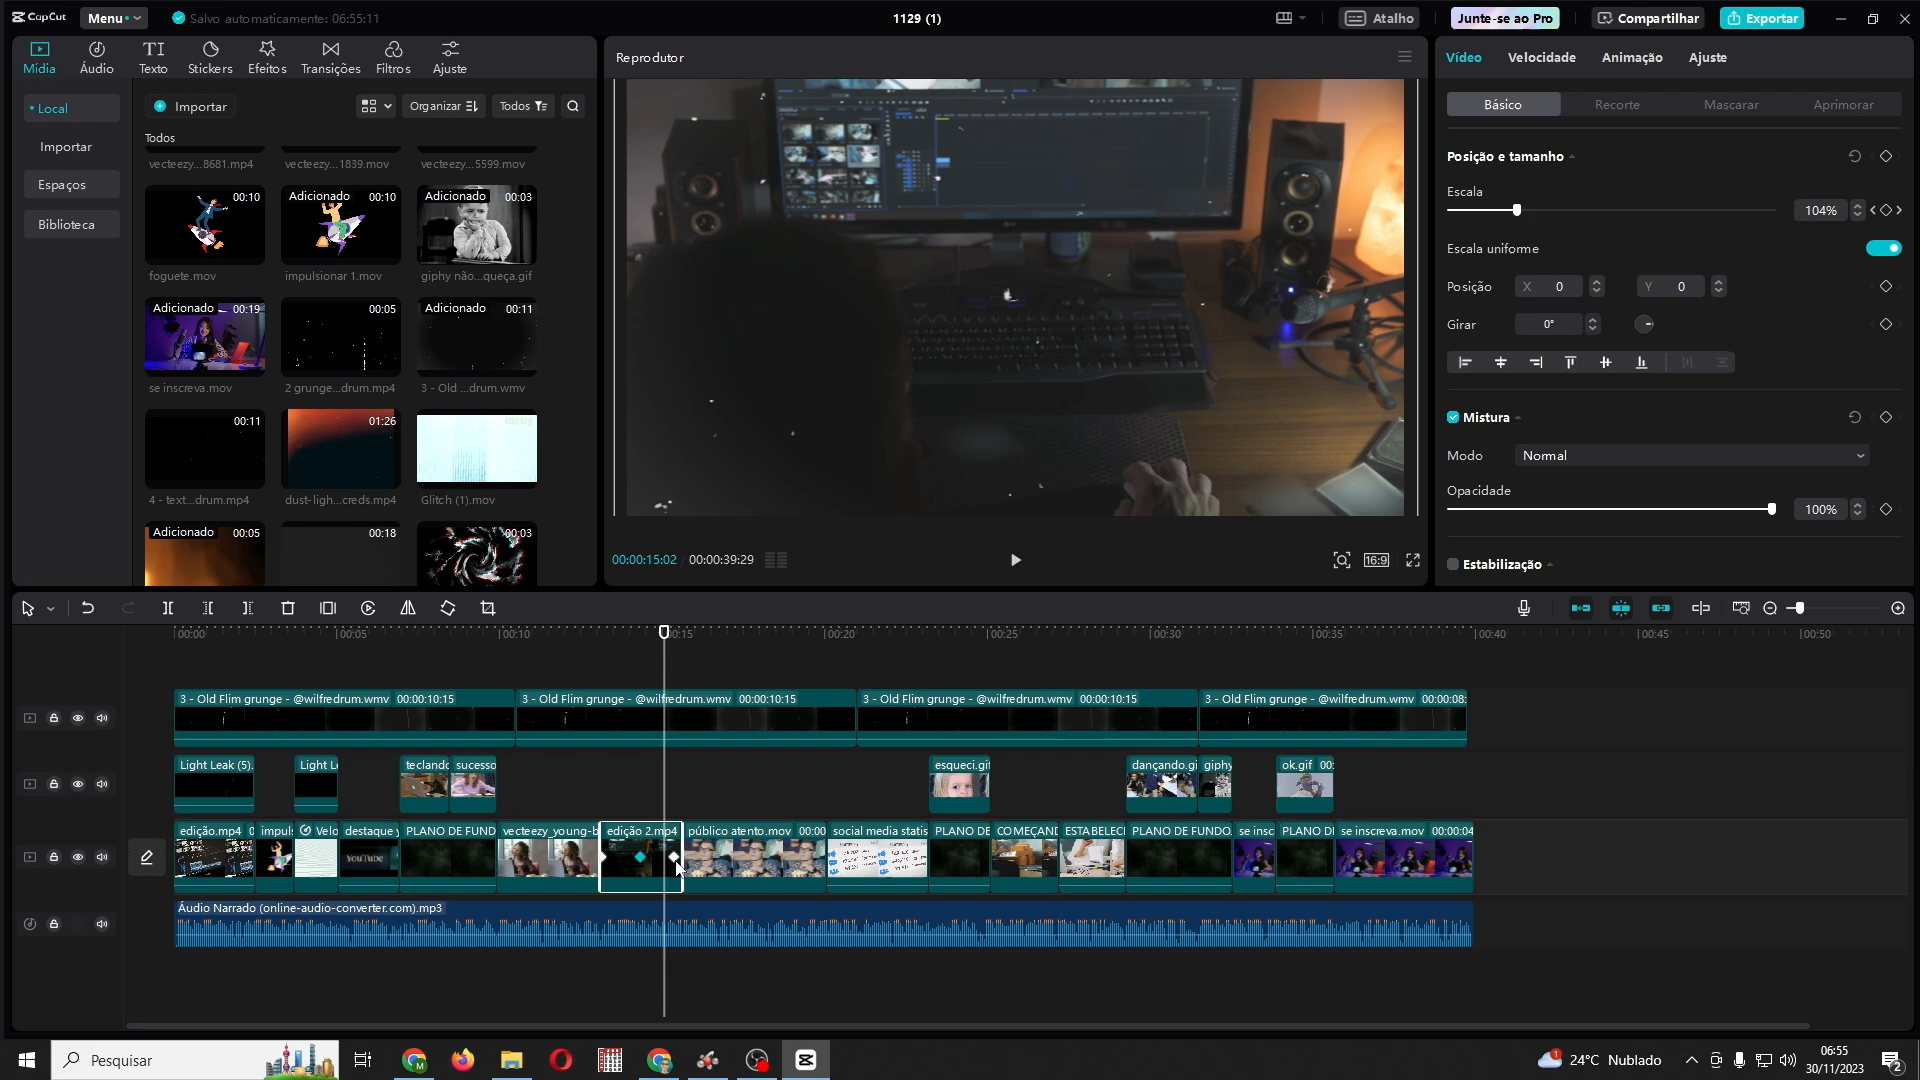 CapCut
Menu
Salvo automaticamente: 06:55:11
1129 (1)
Atalho
Junte-se ao Pro
Compartilhar
Exportar
Mídia
Áudio
Texto
Stickers
Efeitos
Transições
Filtros
Ajuste
Reprodutor
Vídeo
Velocidade
Animação
Ajuste
Local
Importar
Espaços
Biblioteca
Importar
Organizar
Todos
Todos
vecteezy...8681.mp4
vecteezy...1839.mov
vecteezy...5599.mov
00:10
Adicionado 00:10
Adicionado 00:03
foguete.mov
impulsionar 1.mov
giphy não...queça.gif
Adicionado 00:19
00:05
Adicionado 00:11
se inscreva.mov
2 grunge...drum.mp4
3 - Old ...drum.wmv
00:11
01:26
4 - text...drum.mp4
dust-ligh...creds.mp4
Glitch (1).mov
Adicionado 00:05
00:18
00:03
00:00:15:02
00:00:39:29
16:9
Básico
Recorte
Mascarar
Aprimorar
Posição e tamanho
Escala
104%
Escala uniforme
Posição X 0 Y 0
Girar 0°
Mistura
Modo Normal
Opacidade
100%
Estabilização
00:00
00:05
00:10
00:15
00:20
00:25
00:30
00:35
00:40
00:45
00:50
3 - Old Flim grunge - @wilfredrum.wmv 00:00:10:15
3 - Old Flim grunge - @wilfredrum.wmv 00:00:10:15
3 - Old Flim grunge - @wilfredrum.wmv 00:00:10:15
3 - Old Flim grunge - @wilfredrum.wmv 00:00:08:
Light Leak (5).
Light Le
teclando
sucesso
esqueci.gif
dançando.gi
giphy
ok.gif 00:
edição.mp4 0
impuls
Velo
destaque y
PLANO DE FUND
vecteezy_young-b
edição 2.mp4
público atento.mov 00:00
social media statis
PLANO DE
COMEÇAND
ESTABELECI
PLANO DE FUNDO.
se insc
PLANO DI
se inscreva.mov 00:00:04
YouTube
Áudio Narrado (online-audio-converter.com).mp3
Pesquisar
24°C Nublado
06:55
30/11/2023